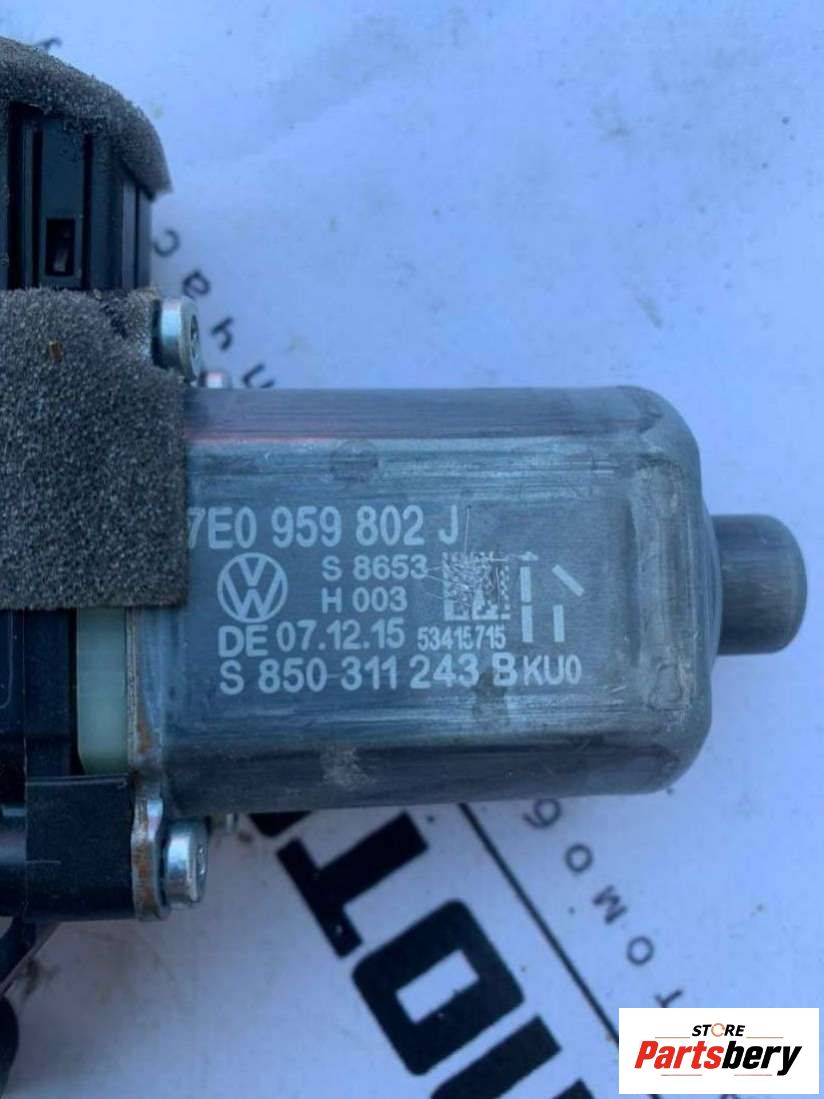 7E0 959 802 J
S 8653
H 003
DE 07.12.15 53415715
S 850 311 243 B KU0
STORE
Partsbery